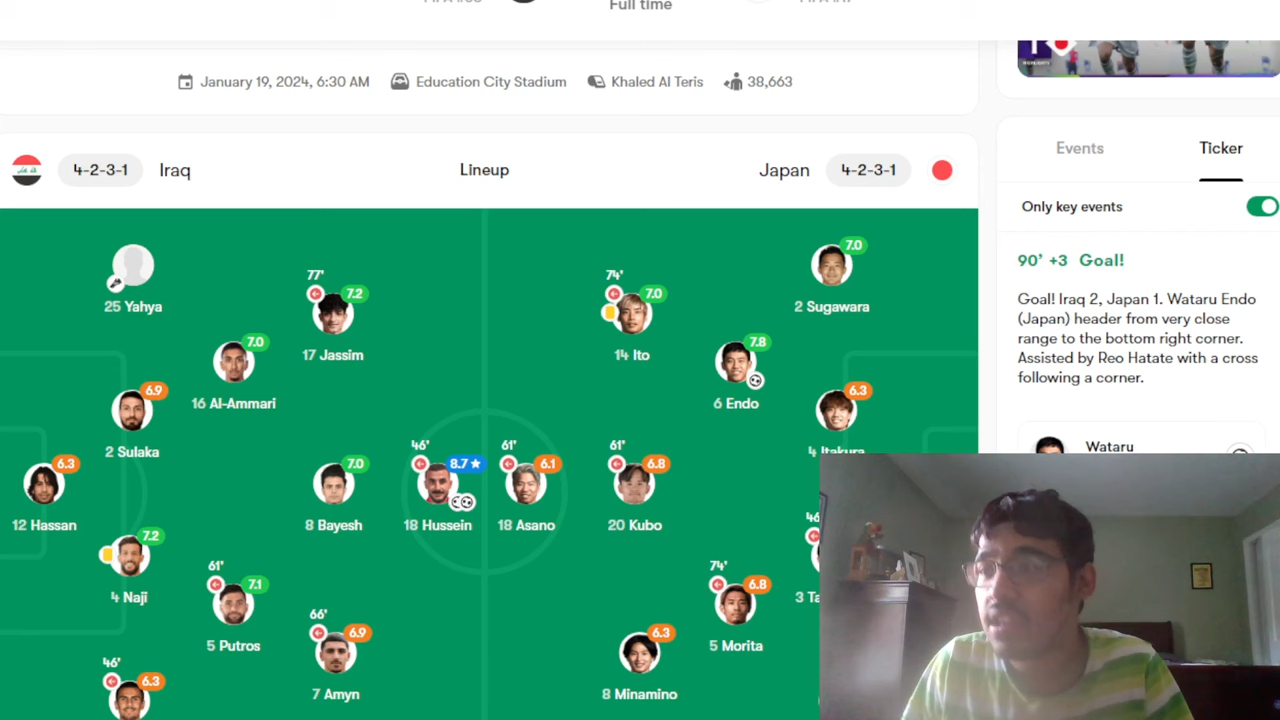 Full time
January 19, 2024, 6:30 AM Education City Stadium Khaled Al Teris 38,663
Iraq 4-2-3-1 Lineup Japan 4-2-3-1
25 Yahya
7.2 77'
17 Jassim
7.0
16 Al-Ammari
6.9
2 Sulaka
6.3
12 Hassan
7.2
4 Naji
61' 7.1
5 Putros
66' 6.9
7 Amyn
46' 6.3
7.0
8 Bayesh
46' 8.7
18 Hussein
61' 6.1
18 Asano
74' 7.0
14 Ito
7.0
2 Sugawara
7.8
6 Endo
6.3
4 Itakura
61' 6.8
20 Kubo
74' 6.8
5 Morita
6.3
8 Minamino
46'
3
Events Ticker
Only key events
90' +3 Goal!
Goal! Iraq 2, Japan 1. Wataru Endo
(Japan) header from very close
range to the bottom right corner.
Assisted by Reo Hatate with a cross
following a corner.
Wataru